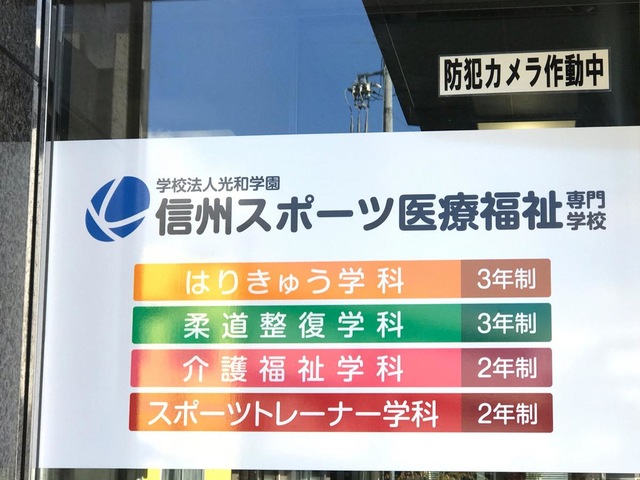 防犯カメラ作動中
学校法人光和学園
信州スポーツ医療福祉専門学校
はりきゅう学科 3年制
柔道整復学科 3年制
介護福祉学科 2年制
スポーツトレーナー学科 2年制